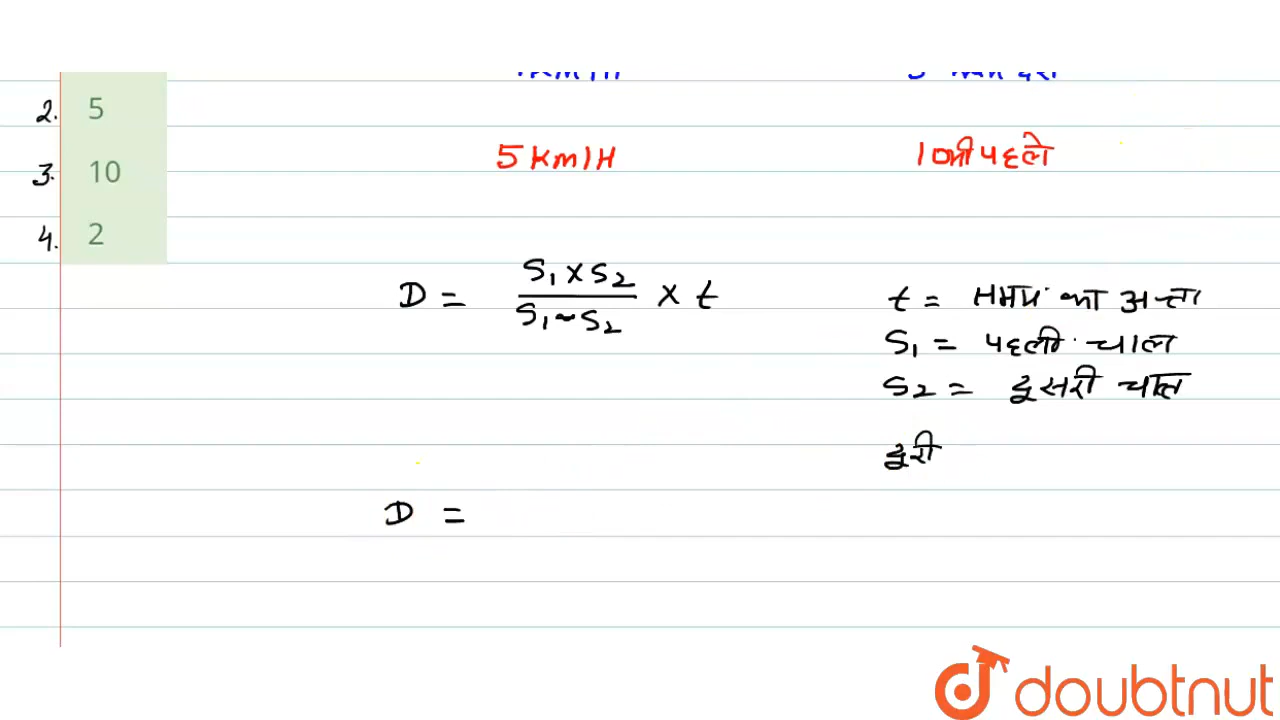 2. 5
5 Km/H 10मी पहले
3. 10
4. 2
D = S₁ × S₂ / S₁ ~ S₂ × t
t = समय का अन्तर
S₁ = पहली चाल
S₂ = दुसरी चाल
दुरी
D =
doubtnut